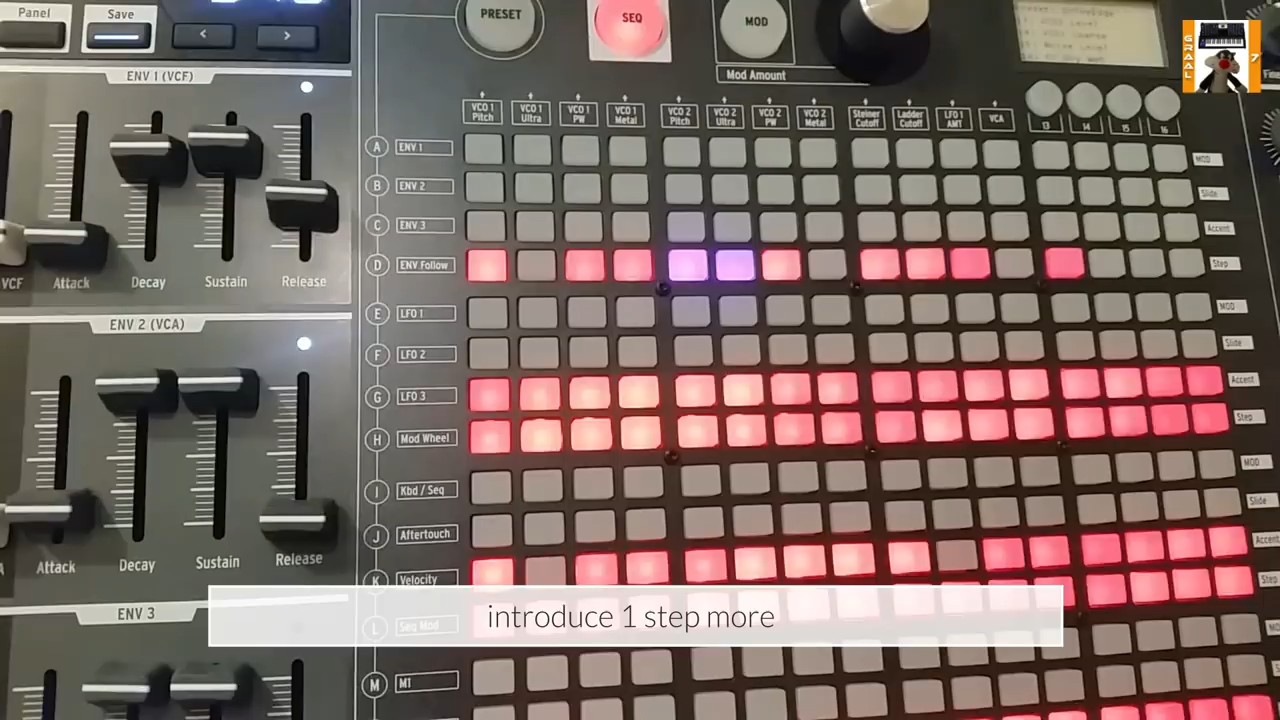 Panel
Save
<
>
PRESET
SEQ
MOD
Mod Amount
GRAAL
7
ENV 1 (VCF)
VCF
Attack
Decay
Sustain
Release
ENV 2 (VCA)
A
Attack
Decay
Sustain
Release
ENV 3
VCO 1 Pitch
VCO 1 Ultra
VCO 1 PW
VCO 1 Metal
VCO 2 Pitch
VCO 2 Ultra
VCO 2 PW
VCO 2 Metal
Steiner Cutoff
Ladder Cutoff
LFO 1 AMT
VCA
13
14
15
16
A ENV 1 MOD
B ENV 2 Slide
C ENV 3 Accent
D ENV Follow Step
E LFO 1 MOD
F LFO 2 Slide
G LFO 3 Accent
H Mod Wheel Step
I Kbd / Seq MOD
J Aftertouch Slide
K Velocity Accent
L Seq Mod Step
M M1
introduce 1 step more